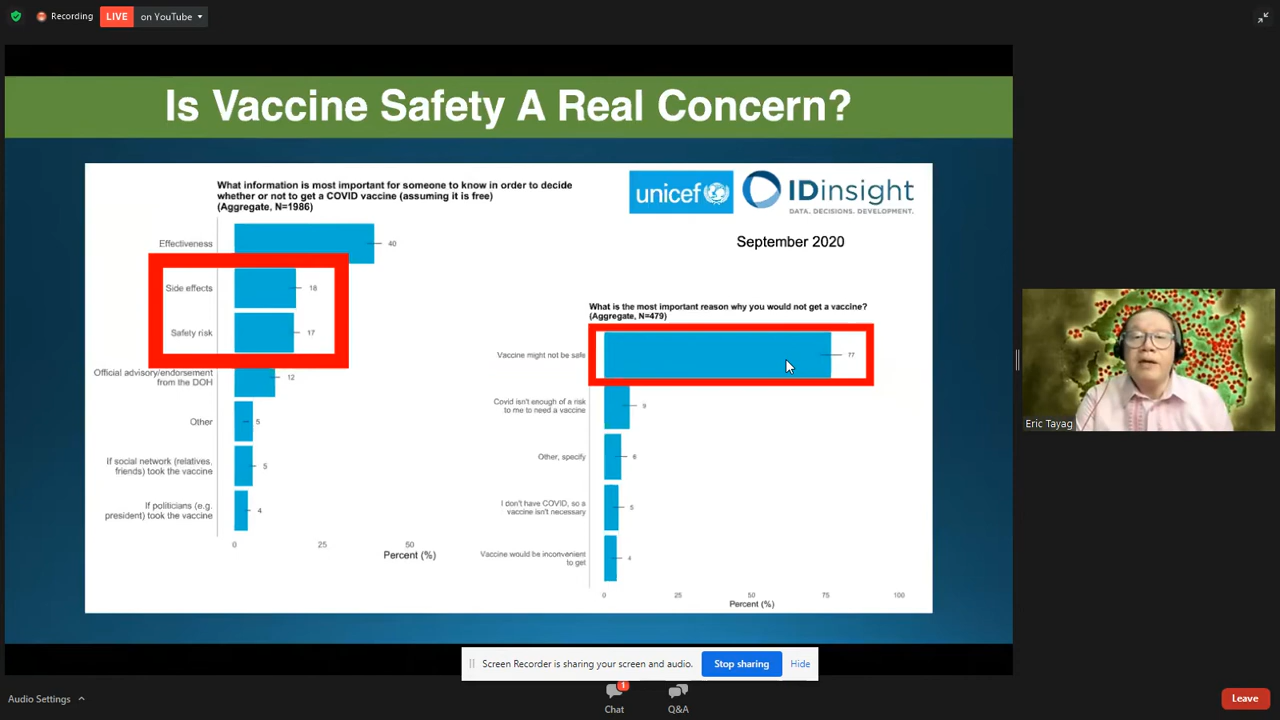 Recording
LIVE
on YouTube
Is Vaccine Safety A Real Concern?
What information is most important for someone to know in order to decide
whether or not to get a COVID vaccine (assuming it is free)
(Aggregate, N=1986)
Effectiveness
40
Side effects
18
Safety risk
17
Official advisory/endorsement
from the DOH
12
Other
5
If social network (relatives,
friends) took the vaccine
5
If politicians (e.g.
president) took the vaccine
4
0
25
50
Percent (%)
unicef
IDinsight
DATA. DECISIONS. DEVELOPMENT.
September 2020
What is the most important reason why you would not get a vaccine?
(Aggregate, N=479)
Vaccine might not be safe
77
Covid isn't enough of a risk
to me to need a vaccine
9
Other, specify
6
I don't have COVID, so a
vaccine isn't necessary
5
Vaccine would be inconvenient
to get
4
0
25
50
75
100
Percent (%)
Eric Tayag
Screen Recorder is sharing your screen and audio.
Stop sharing
Hide
Audio Settings
1
Chat
Q&A
Leave